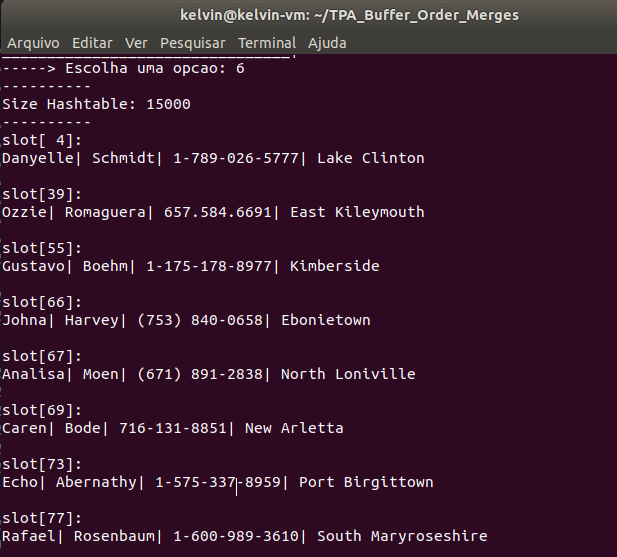 kelvin@kelvin-vm: ~/TPA_Buffer_Order_Merges
Arquivo Editar Ver Pesquisar Terminal Ajuda
-----> Escolha uma opcao: 6
----------
Size Hashtable: 15000
----------
slot[ 4]:
Danyelle| Schmidt| 1-789-026-5777| Lake Clinton
slot[39]:
Ozzie| Romaguera| 657.584.6691| East Kileymouth
slot[55]:
Gustavo| Boehm| 1-175-178-8977| Kimberside
slot[66]:
Johna| Harvey| (753) 840-0658| Ebonietown
slot[67]:
Analisa| Moen| (671) 891-2838| North Loniville
slot[69]:
Caren| Bode| 716-131-8851| New Arletta
slot[73]:
Echo| Abernathy| 1-575-337-8959| Port Birgittown
slot[77]:
Rafael| Rosenbaum| 1-600-989-3610| South Maryroseshire